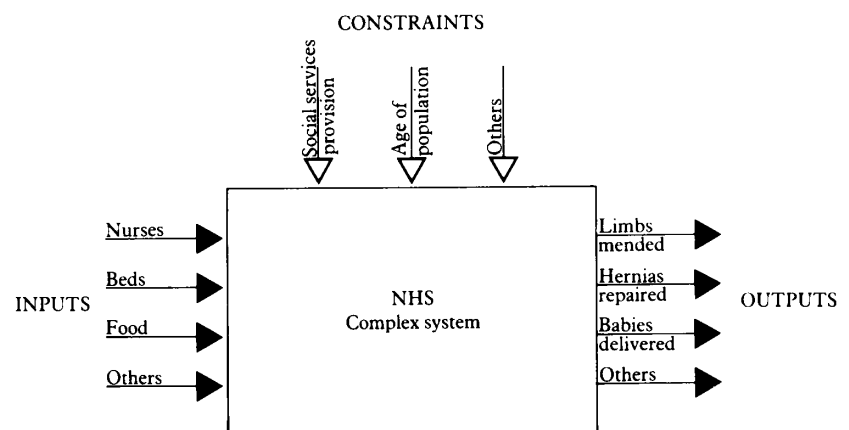 CONSTRAINTS
Social services
provision
Age of
population
Others
Nurses
Beds
INPUTS
Food
Others
NHS
Complex system
Limbs
mended
Hernias
repaired
OUTPUTS
Babies
delivered
Others